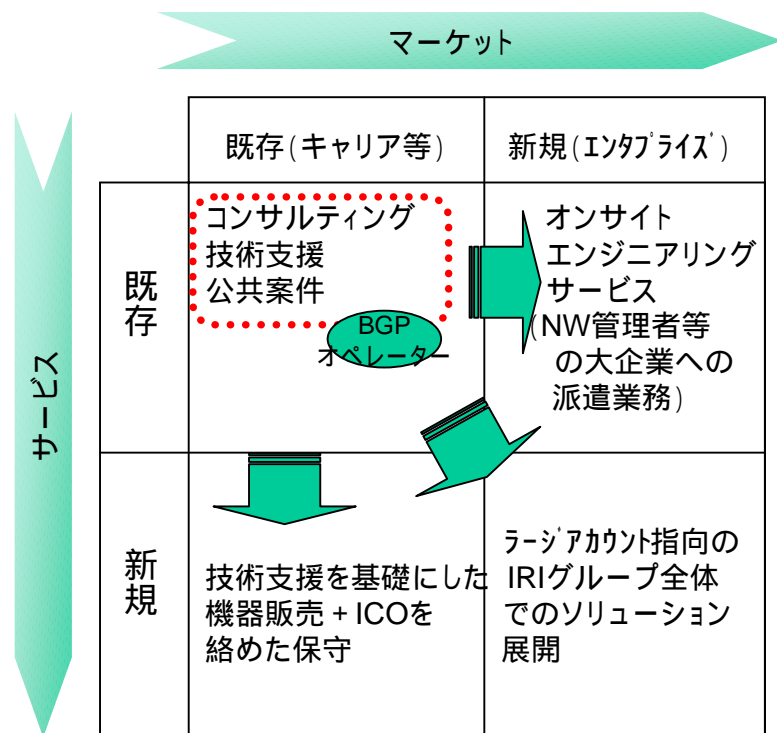 マーケット
既存(キャリア等)
新規(ｴﾝﾀﾌﾟﾗｲｽﾞ)
サービス
既存
コンサルティング
技術支援
公共案件
BGP
オペレーター
オンサイト
エンジニアリング
サービス
(NW管理者等
の大企業への
派遣業務)
新規
技術支援を基礎にした
機器販売+ICOを
絡めた保守
ﾗｰｼﾞｱｶｳﾝﾄ指向の
IRIグループ全体
でのソリューション
展開